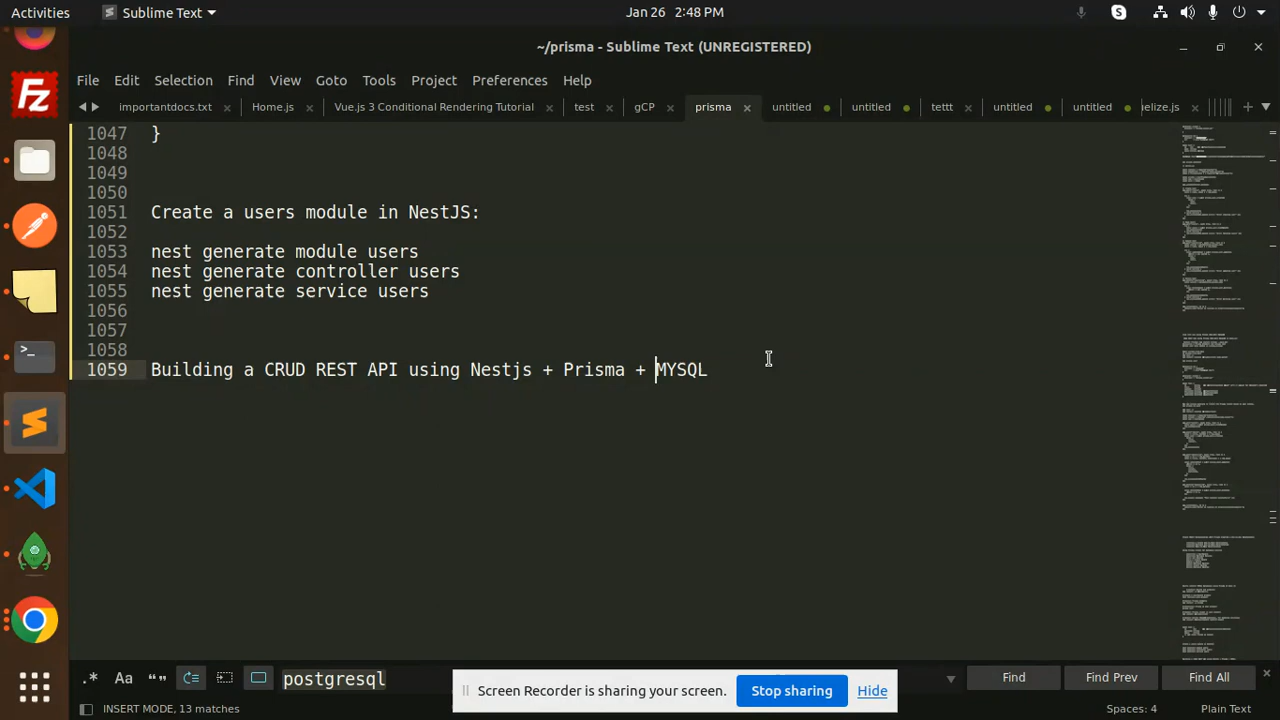 Activities
Sublime Text
Jan 26 2:48 PM
~/prisma - Sublime Text (UNREGISTERED)
File Edit Selection Find View Goto Tools Project Preferences Help
importantdocs.txt Home.js Vue.js 3 Conditional Rendering Tutorial test gCP prisma untitled untitled tettt untitled untitled elize.js
1047 }
1048
1049
1050
1051 Create a users module in NestJS:
1052
1053 nest generate module users
1054 nest generate controller users
1055 nest generate service users
1056
1057
1058
1059 Building a CRUD REST API using Nestjs + Prisma + MYSQL
.* Aa “” postgresql Find Find Prev Find All
Screen Recorder is sharing your screen. Stop sharing Hide
INSERT MODE, 13 matches Spaces: 4 Plain Text